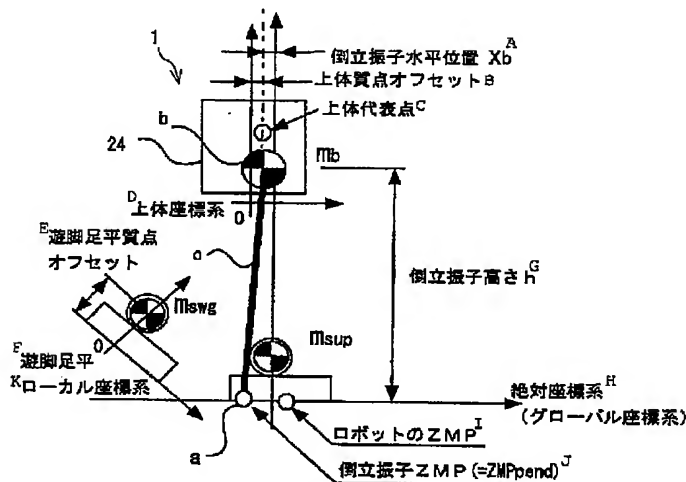 1
倒立振子水平位置 Xb A
上体質点オフセット B
上体代表点 C
b
24
mb
D 上体座標系
0
E 遊脚足平質点
オフセット
c
倒立振子高さh G
mswg
msup
0
F 遊脚足平
K ローカル座標系
絶対座標系 H
(グローバル座標系)
ロボットのZMP I
a
倒立振子ZMP(=ZMPpend) J